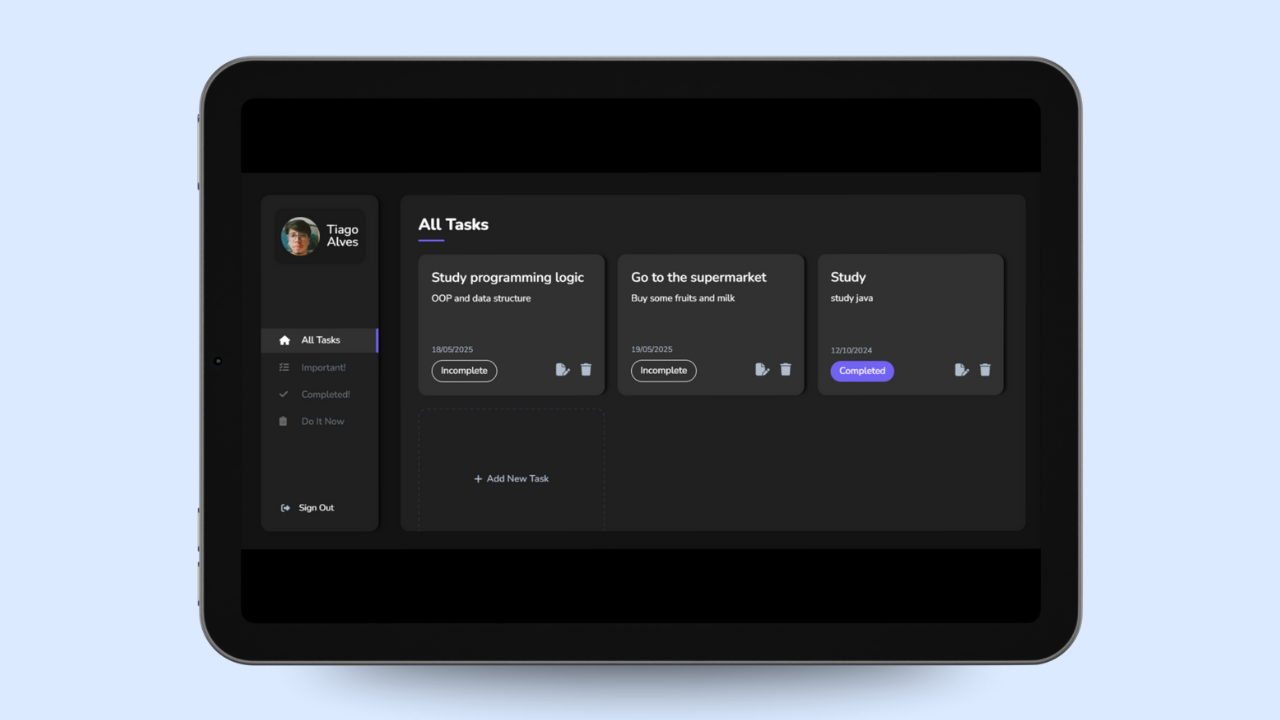 Tiago
Alves
All Tasks
Important!
Completed!
Do It Now
Sign Out
All Tasks
Study programming logic
OOP and data structure
18/05/2025
Incomplete
Go to the supermarket
Buy some fruits and milk
19/05/2025
Incomplete
Study
study java
12/10/2024
Completed
+ Add New Task